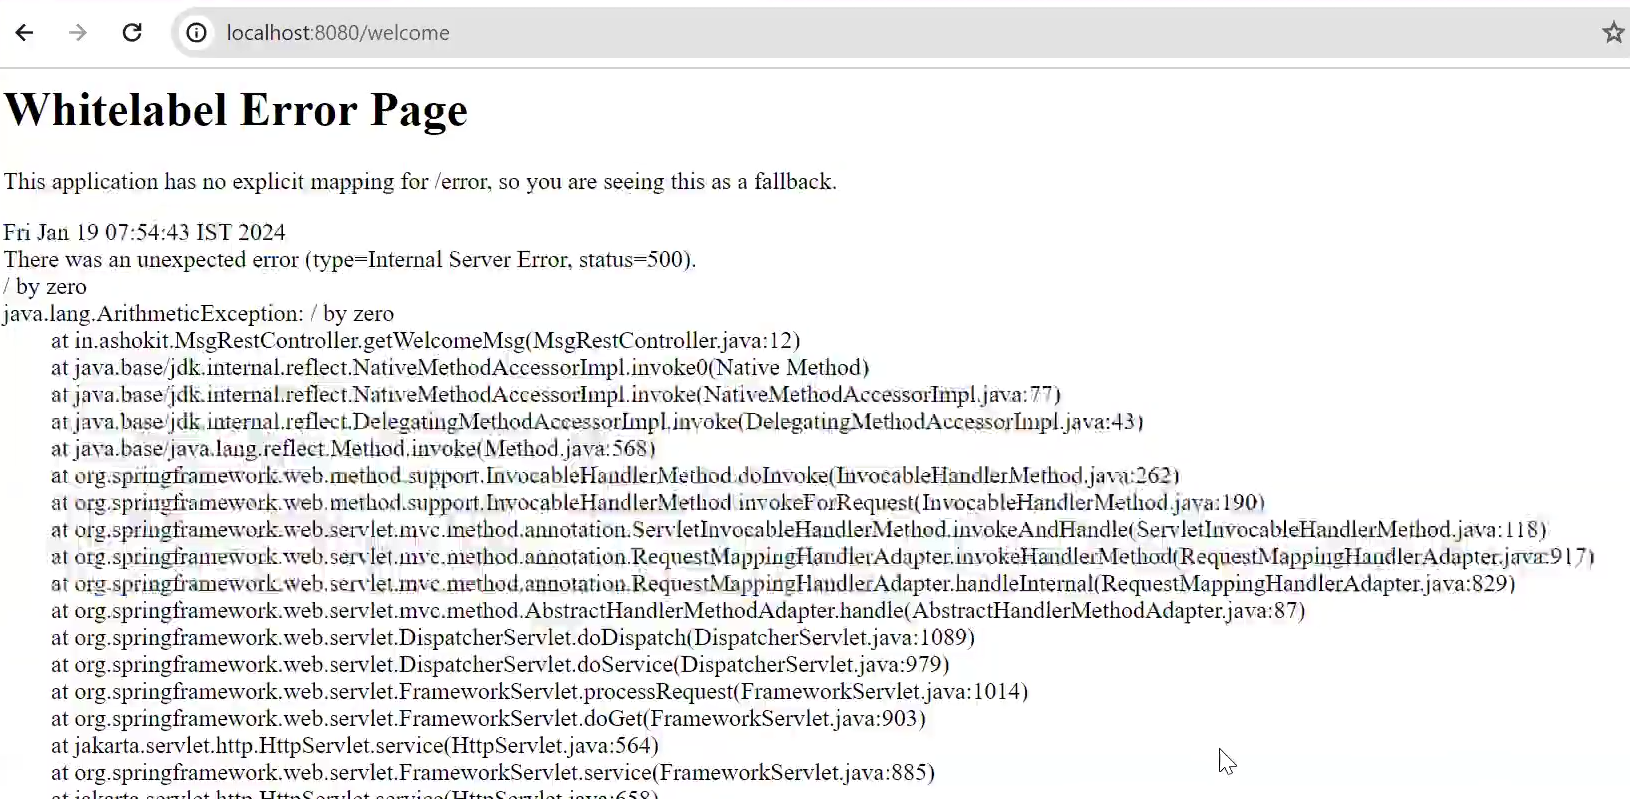 localhost:8080/welcome
Whitelabel Error Page
This application has no explicit mapping for /error, so you are seeing this as a fallback.
Fri Jan 19 07:54:43 IST 2024
There was an unexpected error (type=Internal Server Error, status=500).
/ by zero
java.lang.ArithmeticException: / by zero
at in.ashokit.MsgRestController.getWelcomeMsg(MsgRestController.java:12)
at java.base/jdk.internal.reflect.NativeMethodAccessorImpl.invoke0(Native Method)
at java.base/jdk.internal.reflect.NativeMethodAccessorImpl.invoke(NativeMethodAccessorImpl.java:77)
at java.base/jdk.internal.reflect.DelegatingMethodAccessorImpl.invoke(DelegatingMethodAccessorImpl.java:43)
at java.base/java.lang.reflect.Method.invoke(Method.java:568)
at org.springframework.web.method.support.InvocableHandlerMethod.doInvoke(InvocableHandlerMethod.java:262)
at org.springframework.web.method.support.InvocableHandlerMethod.invokeForRequest(InvocableHandlerMethod.java:190)
at org.springframework.web.servlet.mvc.method.annotation.ServletInvocableHandlerMethod.invokeAndHandle(ServletInvocableHandlerMethod.java:118)
at org.springframework.web.servlet.mvc.method.annotation.RequestMappingHandlerAdapter.invokeHandlerMethod(RequestMappingHandlerAdapter.java:917)
at org.springframework.web.servlet.mvc.method.annotation.RequestMappingHandlerAdapter.handleInternal(RequestMappingHandlerAdapter.java:829)
at org.springframework.web.servlet.mvc.method.AbstractHandlerMethodAdapter.handle(AbstractHandlerMethodAdapter.java:87)
at org.springframework.web.servlet.DispatcherServlet.doDispatch(DispatcherServlet.java:1089)
at org.springframework.web.servlet.DispatcherServlet.doService(DispatcherServlet.java:979)
at org.springframework.web.servlet.FrameworkServlet.processRequest(FrameworkServlet.java:1014)
at org.springframework.web.servlet.FrameworkServlet.doGet(FrameworkServlet.java:903)
at jakarta.servlet.http.HttpServlet.service(HttpServlet.java:564)
at org.springframework.web.servlet.FrameworkServlet.service(FrameworkServlet.java:885)
at jakarta.servlet.http.HttpServlet.service(HttpServlet.java:658)